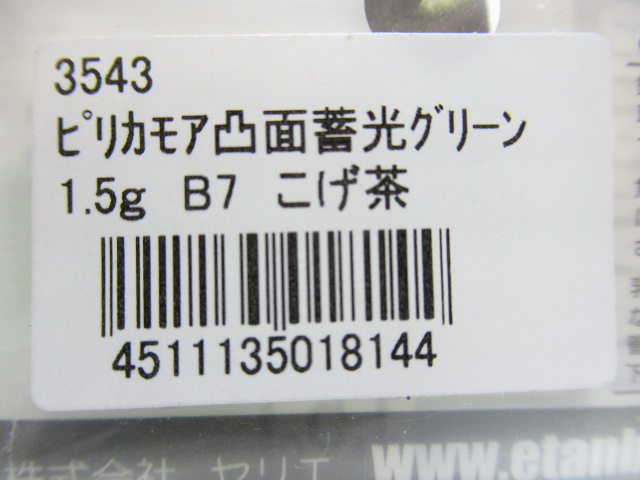 3543
ﾋﾟﾘｶﾓｱ凸面蓄光ｸﾞﾘｰﾝ
1.5g B7 こげ茶
4511135018144
www.etanb
株式会社 ヤリエ